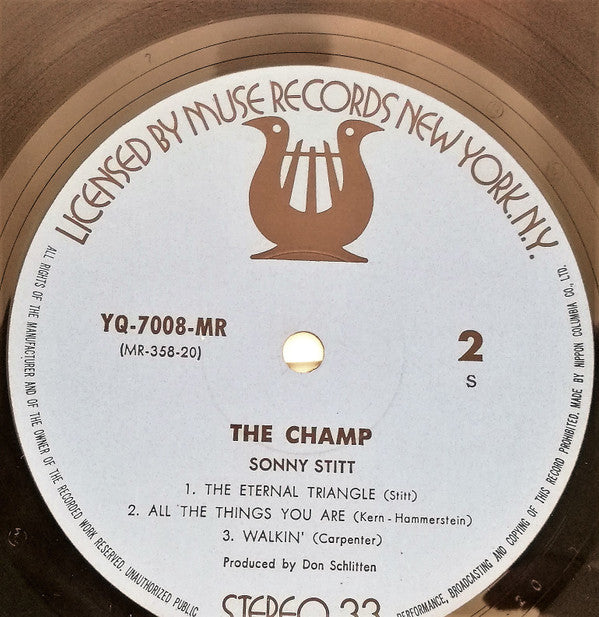 LICENSED BY MUSE RECORDS NEW YORK.N.Y.
YQ-7008-MR
(MR-358-20)
2
S
THE CHAMP
SONNY STITT
1. THE ETERNAL TRIANGLE (Stitt)
2. ALL THE THINGS YOU ARE (Kern-Hammerstein)
3. WALKIN' (Carpenter)
Produced by Don Schlitten
STEREO 33
ALL RIGHTS OF THE MANUFACTURER AND OF THE OWNER OF THE RECORDED WORK RESERVED. UNAUTHORIZED PUBLIC
PERFORMANCE, BROADCASTING AND COPYING OF THIS RECORD PROHIBITED. MADE BY NIPPON COLUMBIA CO., LTD.